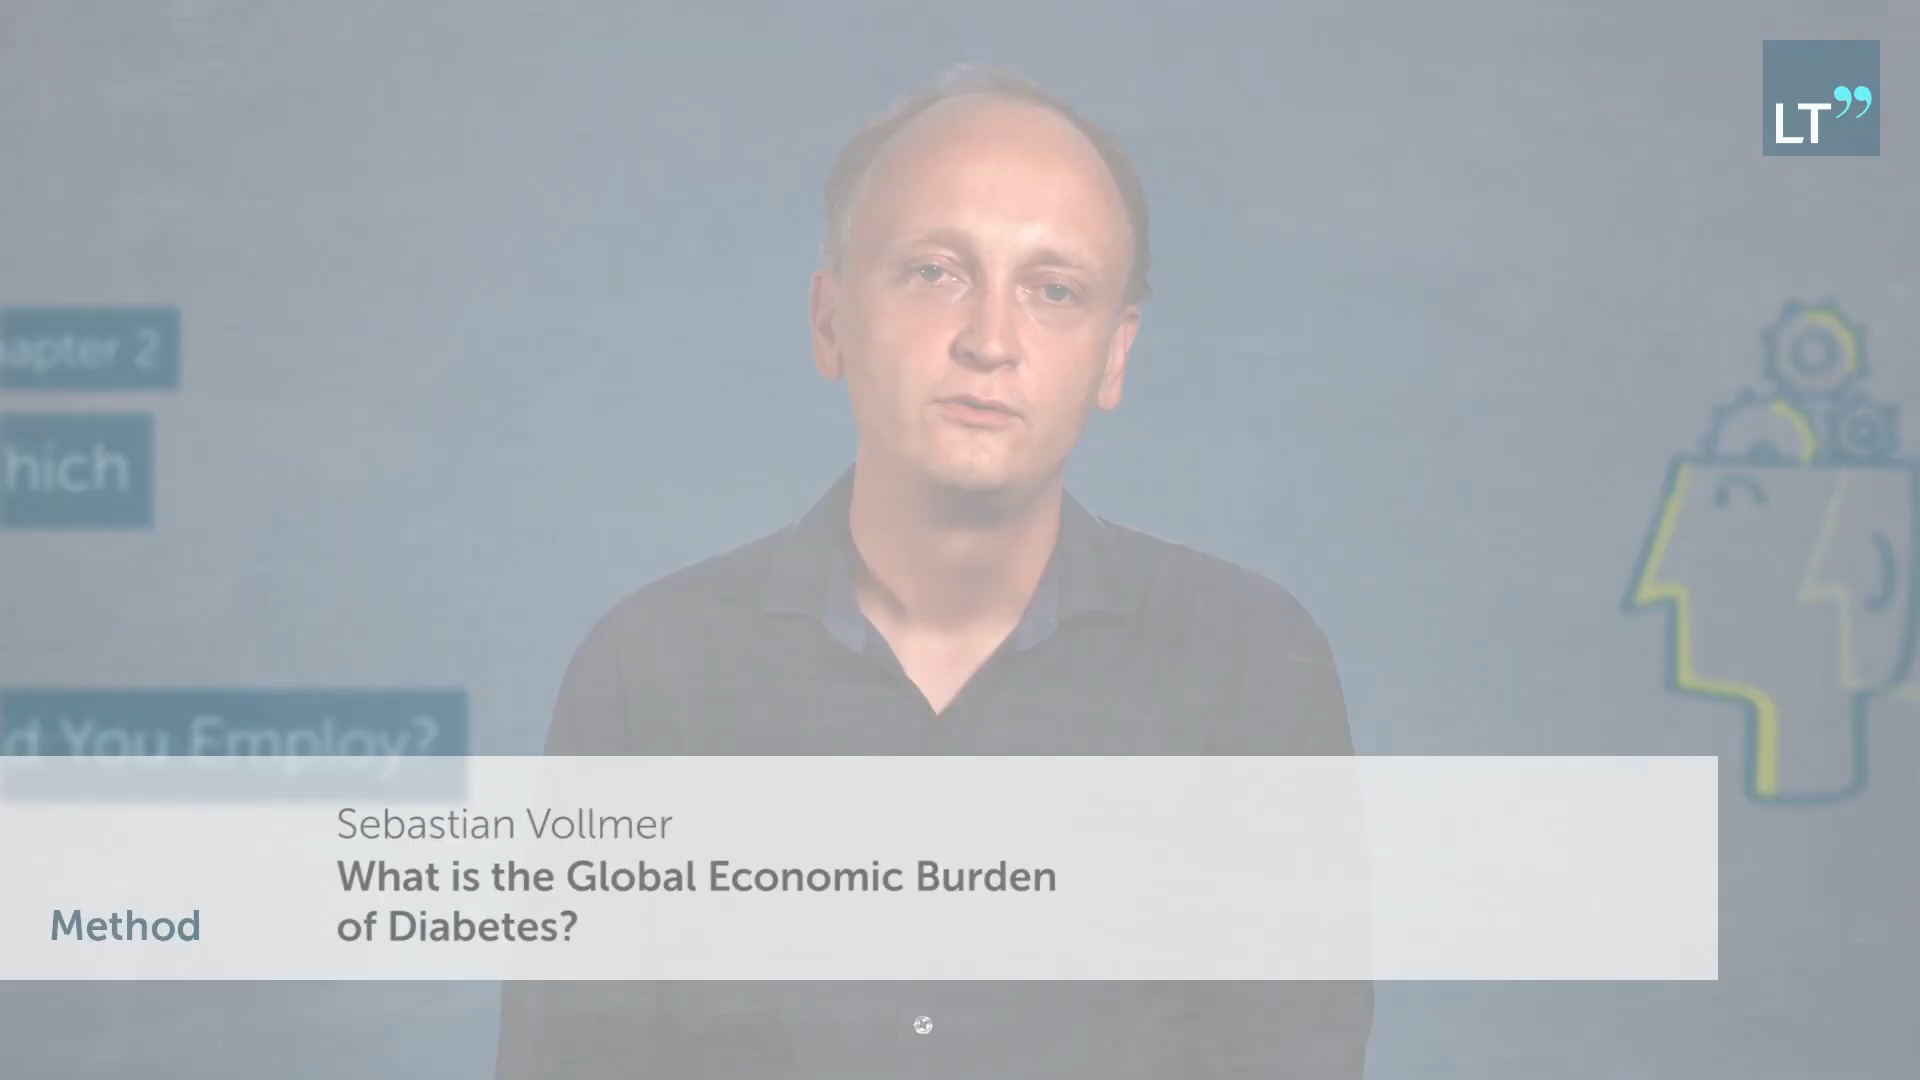 LT”
apter 2
hich
d You Employ?
Sebastian Vollmer
What is the Global Economic Burden
of Diabetes?
Method